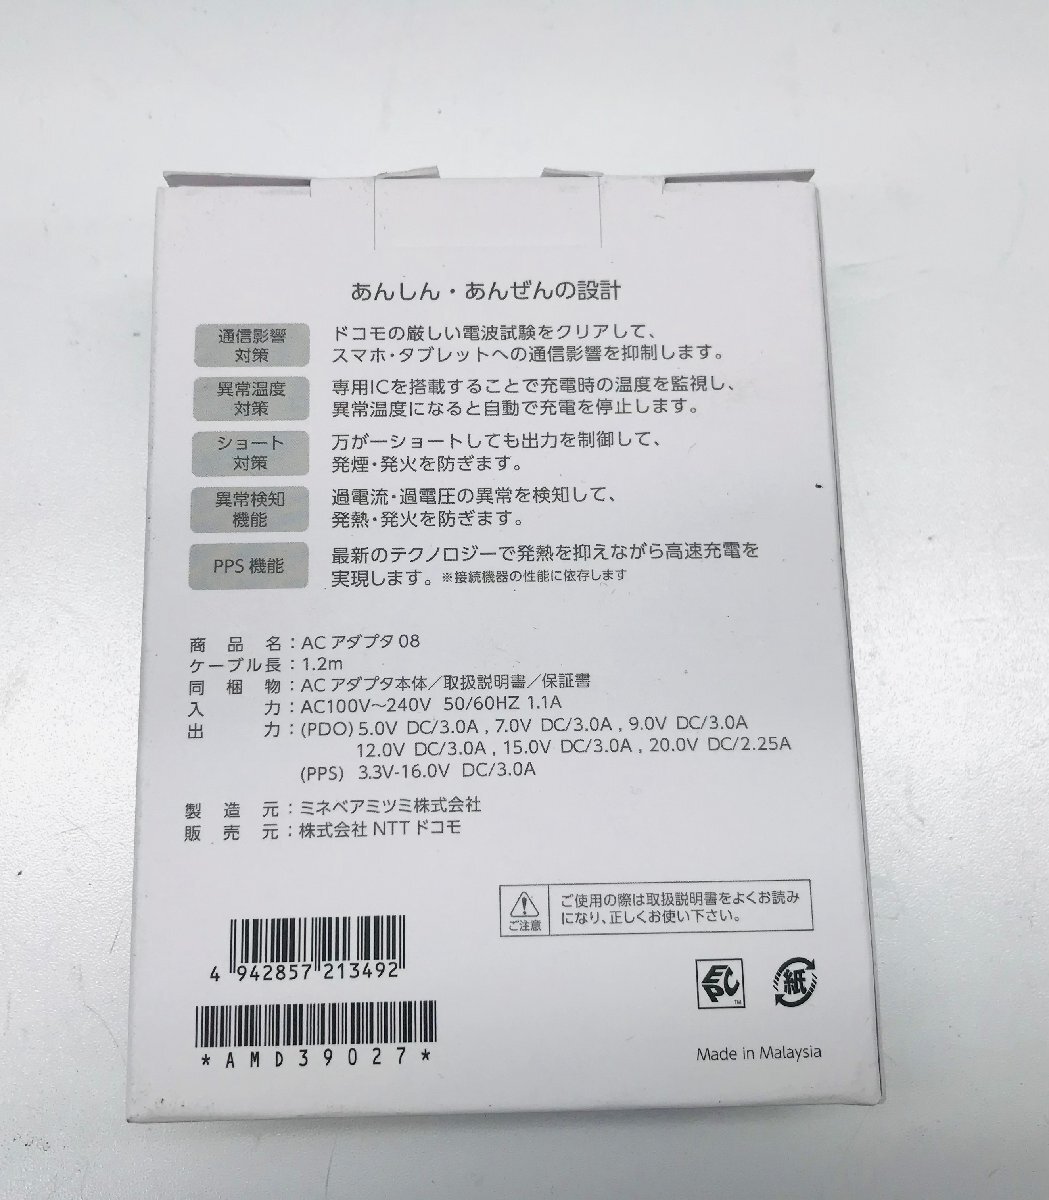 あんしん・あんぜんの設計
通信影響
対策
ドコモの厳しい電波試験をクリアして、
スマホ・タブレットへの通信影響を抑制します。
異常温度
対策
専用ICを搭載することで充電時の温度を監視し、
異常温度になると自動で充電を停止します。
ショート
対策
万が一ショートしても出力を制御して、
発煙・発火を防ぎます。
異常検知
機能
過電流・過電圧の異常を検知して、
発熱・発火を防ぎます。
PPS 機能
最新のテクノロジーで発熱を抑えながら高速充電を
実現します。※接続機器の性能に依存します
商品名：AC アダプタ 08
ケーブル長：1.2m
同梱物：AC アダプタ本体／取扱説明書／保証書
入力：AC100V～240V 50/60HZ 1.1A
出力：(PDO) 5.0V DC/3.0A , 7.0V DC/3.0A , 9.0V DC/3.0A
12.0V DC/3.0A , 15.0V DC/3.0A , 20.0V DC/2.25A
(PPS) 3.3V-16.0V DC/3.0A
製造元：ミネベアミツミ株式会社
販売元：株式会社 NTT ドコモ
ご注意
ご使用の際は取扱説明書をよくお読み
になり、正しくお使い下さい。
4 942857 213492
*AMD39027*
EPC™
紙
Made in Malaysia